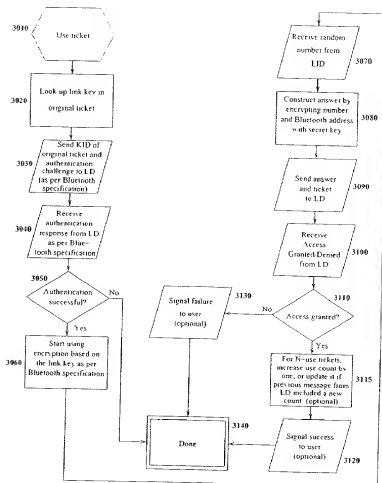 3010
Use ticket
3020
Look up link key in
original ticket
3030
Send KID of
original ticket and
authentication
challenge to LD
(as per Bluetooth
specification)
3040
Receive
authentication
response from LD
as per Blue-
tooth specification
3050
Authentication
successful?
No
Yes
3060
Start using
encryption based on
the link key as per
Bluetooth specification
Receive random
number from
LID
3070
Construct answer by
encrypting number
and Bluetooth address
with secret key
3080
Send answer
and ticket
to LD
3090
Receive
Access
Granted/Denied
from LD
3100
3110
Access granted?
No
Yes
3130
Signal failure
to user
(optional)
For N-use tickets,
increase use count by
one, or update it if
previous message from
LD included a new
count (optional)
3115
Signal success
to user
(optional)
3120
3140
Done